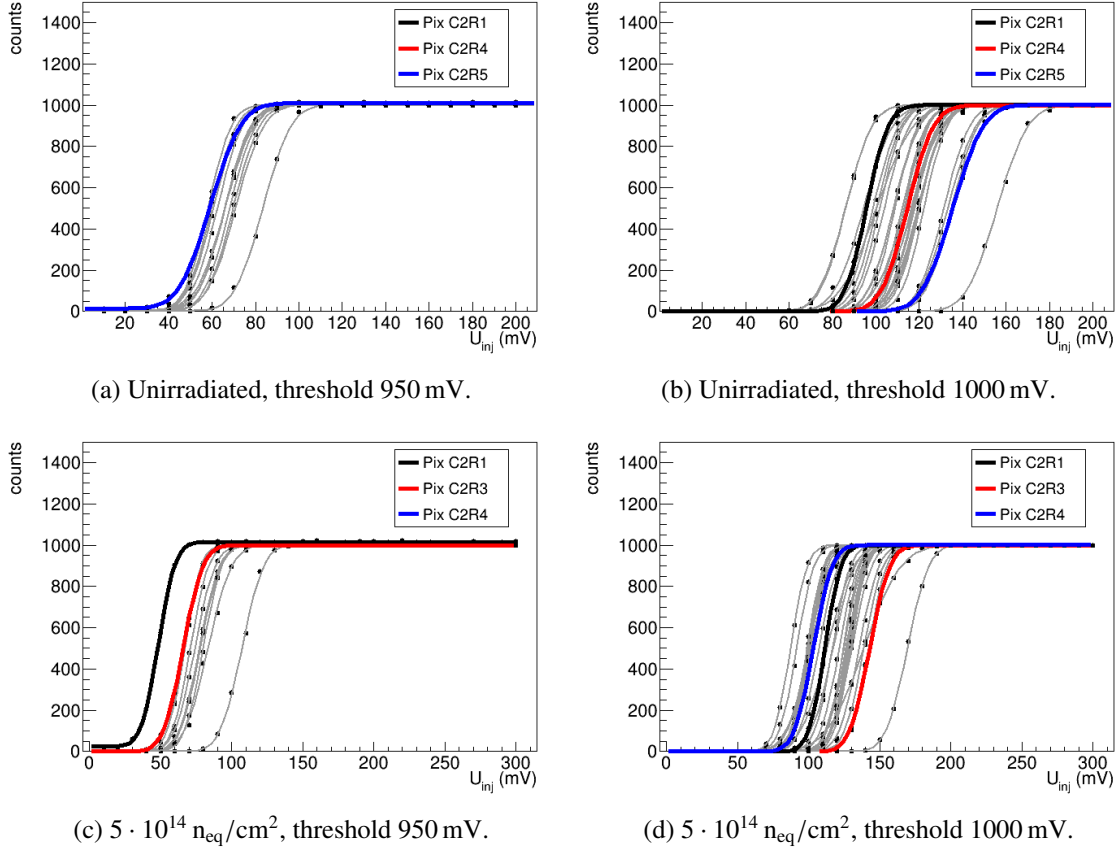 counts
1400
1200
1000
800
600
400
200
0
Pix C2R1
Pix C2R4
Pix C2R5
20 40 60 80 100 120 140 160 180 200
U_inj (mV)
(a) Unirradiated, threshold 950 mV.
counts
1400
1200
1000
800
600
400
200
0
Pix C2R1
Pix C2R4
Pix C2R5
20 40 60 80 100 120 140 160 180 200
U_inj (mV)
(b) Unirradiated, threshold 1000 mV.
counts
1400
1200
1000
800
600
400
200
0
Pix C2R1
Pix C2R3
Pix C2R4
0 50 100 150 200 250 300
U_inj (mV)
(c) 5 · 10^14 n_eq/cm², threshold 950 mV.
counts
1400
1200
1000
800
600
400
200
0
Pix C2R1
Pix C2R3
Pix C2R4
0 50 100 150 200 250 300
U_inj (mV)
(d) 5 · 10^14 n_eq/cm², threshold 1000 mV.